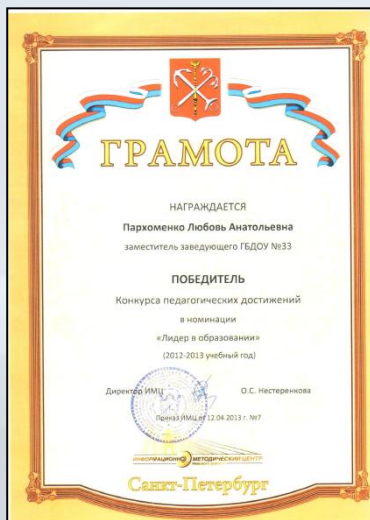 ГРАМОТА
НАГРАЖДАЕТСЯ
Пархоменко Любовь Анатольевна
заместитель заведующего ГБДОУ №33
ПОБЕДИТЕЛЬ
Конкурса педагогических достижений
в номинации
«Лидер в образовании»
(2012-2013 учебный год)
Директор ИМЦ О.С. Нестеренкова
Приказ ИМЦ от 12.04.2013 г. №7
ИНФОРМАЦИОННО МЕТОДИЧЕСКИЙ ЦЕНТР
Санкт-Петербург